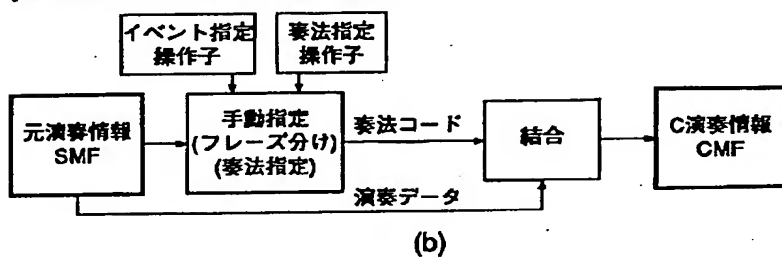 イベント指定
操作子
奏法指定
操作子
元演奏情報
SMF
手動指定
(フレーズ分け)
(奏法指定)
奏法コード
結合
C演奏情報
CMF
演奏データ
(b)